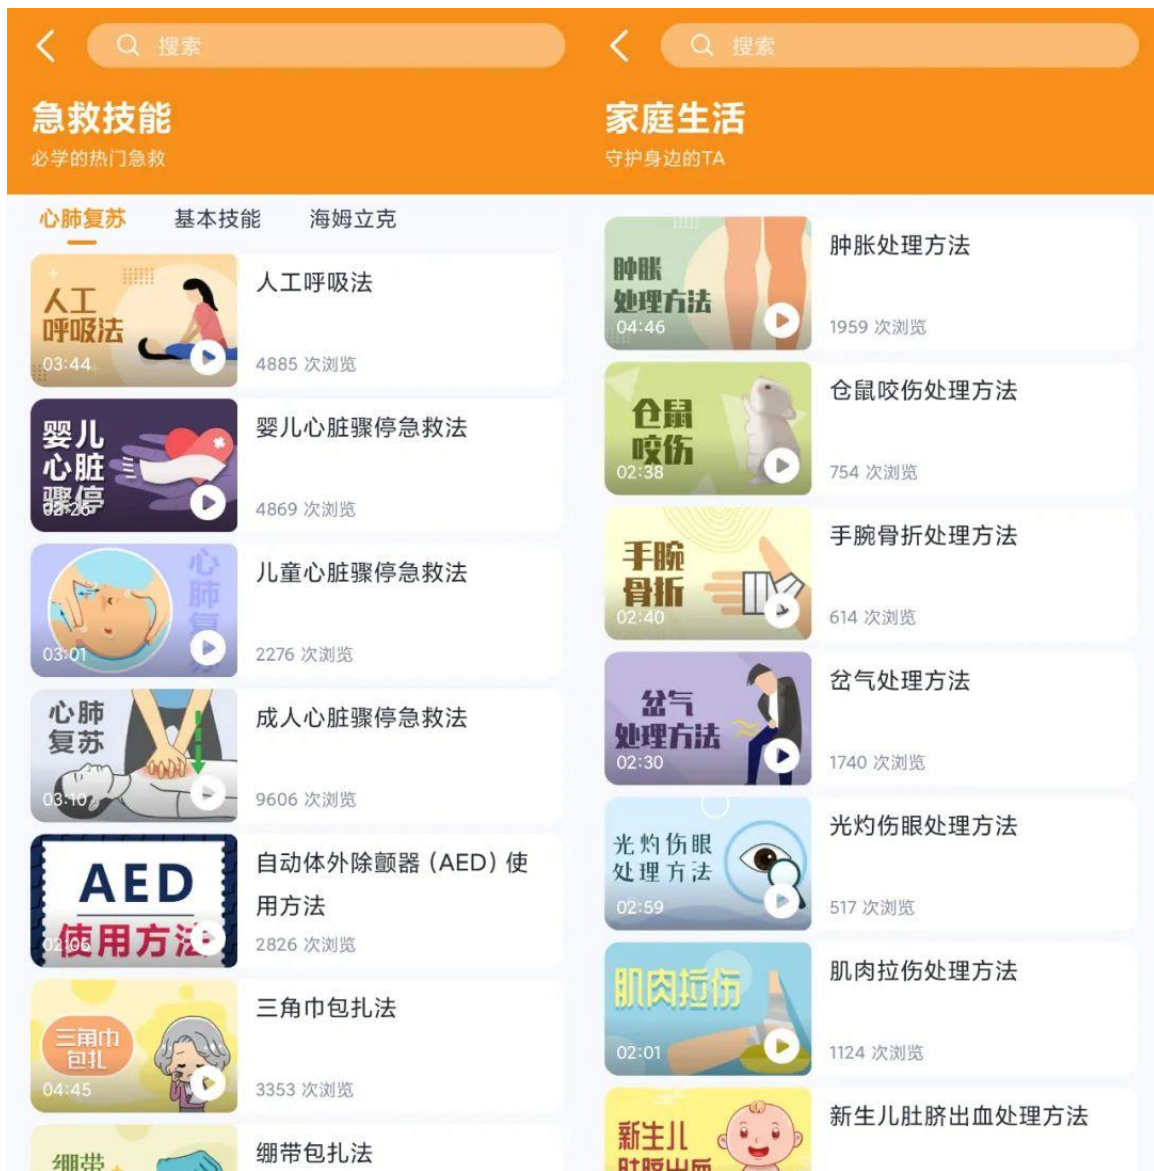 搜索
急救技能
必学的热门急救
心肺复苏 基本技能 海姆立克
人工
呼吸法
03:44
人工呼吸法
4885 次浏览
婴儿
心脏
骤停
02:25
婴儿心脏骤停急救法
4869 次浏览
心肺复苏
03:01
儿童心脏骤停急救法
2276 次浏览
心肺
复苏
03:10
成人心脏骤停急救法
9606 次浏览
AED
使用方法
02:06
自动体外除颤器（AED）使
用方法
2826 次浏览
三角巾
包扎
04:45
三角巾包扎法
3353 次浏览
绷带
绷带包扎法
搜索
家庭生活
守护身边的TA
肿胀
处理方法
04:46
肿胀处理方法
1959 次浏览
仓鼠
咬伤
02:38
仓鼠咬伤处理方法
754 次浏览
手腕
骨折
02:40
手腕骨折处理方法
614 次浏览
岔气
处理方法
02:30
岔气处理方法
1740 次浏览
光灼伤眼
处理方法
02:59
光灼伤眼处理方法
517 次浏览
肌肉拉伤
02:01
肌肉拉伤处理方法
1124 次浏览
新生儿
肚脐出血
新生儿肚脐出血处理方法